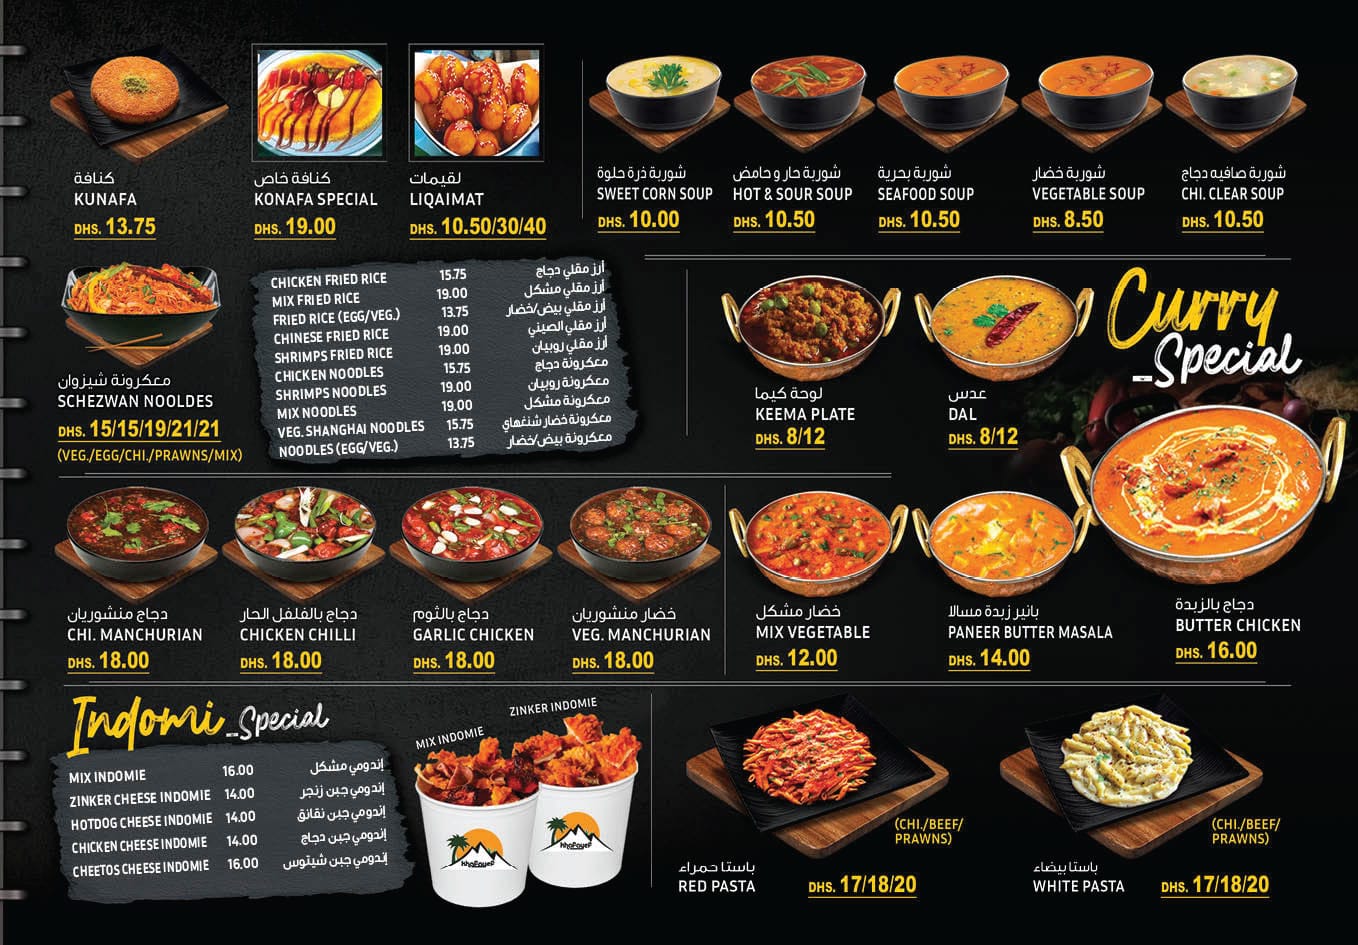 كنافة
KUNAFA
DHS. 13.75
كنافة خاص
KONAFA SPECIAL
DHS. 19.00
لقيمات
LIQAIMAT
DHS. 10.50/30/40
شوربة ذرة حلوة
SWEET CORN SOUP
DHS. 10.00
شوربة حار و حامض
HOT & SOUR SOUP
DHS. 10.50
شوربة بحرية
SEAFOOD SOUP
DHS. 10.50
شوربة خضار
VEGETABLE SOUP
DHS. 8.50
شوربة صافيه دجاج
CHI. CLEAR SOUP
DHS. 10.50
معكرونة شيزوان
SCHEZWAN NOOLDES
DHS. 15/15/19/21/21
(VEG./EGG/CHI./PRAWNS/MIX)
CHICKEN FRIED RICE 15.75 أرز مقلي دجاج
MIX FRIED RICE 19.00 أرز مقلي مشكل
FRIED RICE (EGG/VEG.) 13.75 أرز مقلي بيض/خضار
CHINESE FRIED RICE 19.00 أرز مقلي الصيني
SHRIMPS FRIED RICE 19.00 أرز مقلي روبيان
CHICKEN NOODLES 15.75 معكرونة دجاج
SHRIMPS NOODLES 19.00 معكرونة روبيان
MIX NOODLES 19.00 معكرونة مشكل
VEG. SHANGHAI NOODLES 15.75 معكرونة خضار شنغهاي
NOODLES (EGG/VEG.) 13.75 معكرونة بيض/خضار
Curry
Special
لوحة كيما
KEEMA PLATE
DHS. 8/12
عدس
DAL
DHS. 8/12
دجاج منشوريان
CHI. MANCHURIAN
DHS. 18.00
دجاج بالفلفل الحار
CHICKEN CHILLI
DHS. 18.00
دجاج بالثوم
GARLIC CHICKEN
DHS. 18.00
خضار منشوريان
VEG. MANCHURIAN
DHS. 18.00
خضار مشكل
MIX VEGETABLE
DHS. 12.00
بانير زبدة مسالا
PANEER BUTTER MASALA
DHS. 14.00
دجاج بالزبدة
BUTTER CHICKEN
DHS. 16.00
Indomi Special
MIX INDOMIE 16.00 إندومي مشكل
ZINKER CHEESE INDOMIE 14.00 إندومي جبن زنجر
HOTDOG CHEESE INDOMIE 14.00 إندومي جبن نقانق
CHICKEN CHEESE INDOMIE 14.00 إندومي جبن دجاج
CHEETOS CHEESE INDOMIE 16.00 إندومي جبن شيتوس
MIX INDOMIE
ZINKER INDOMIE
KhaFayeF
KhaFayeF
(CHI./BEEF/
PRAWNS)
باستا حمراء
RED PASTA
DHS. 17/18/20
(CHI./BEEF/
PRAWNS)
باستا بيضاء
WHITE PASTA
DHS. 17/18/20